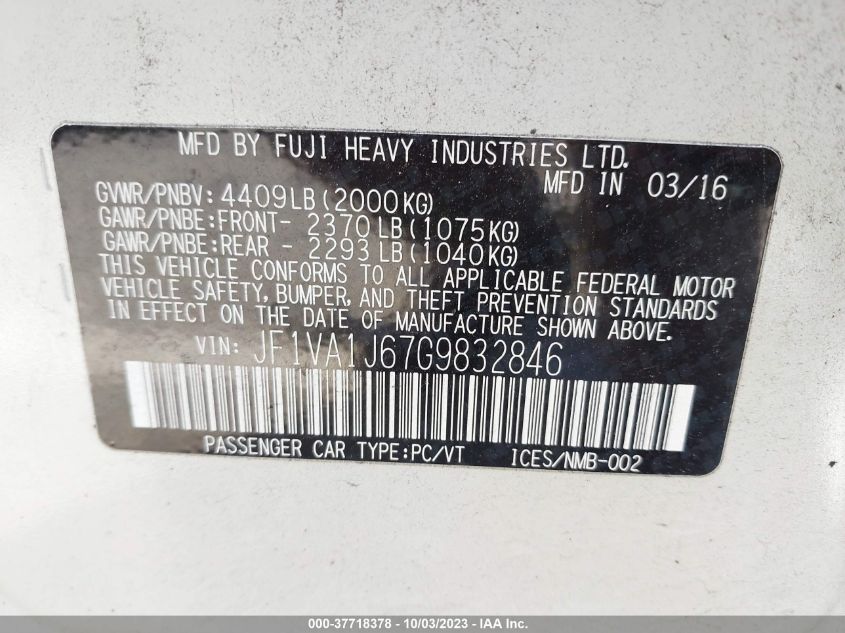 MFD BY FUJI HEAVY INDUSTRIES LTD.
MFD IN 03/16
GVWR/PNBV: 4409LB(2000KG)
GAWR/PNBE:FRONT- 2370LB(1075KG)
GAWR/PNBE:REAR - 2293LB(1040KG)
THIS VEHICLE CONFORMS TO ALL APPLICABLE FEDERAL MOTOR
VEHICLE SAFETY, BUMPER, AND THEFT PREVENTION STANDARDS
IN EFFECT ON THE DATE OF MANUFACTURE SHOWN ABOVE.
VIN: JF1VA1J67G9832846
PASSENGER CAR TYPE:PC/VT ICES/NMB-002
000-37718378 - 10/03/2023 - IAA Inc.